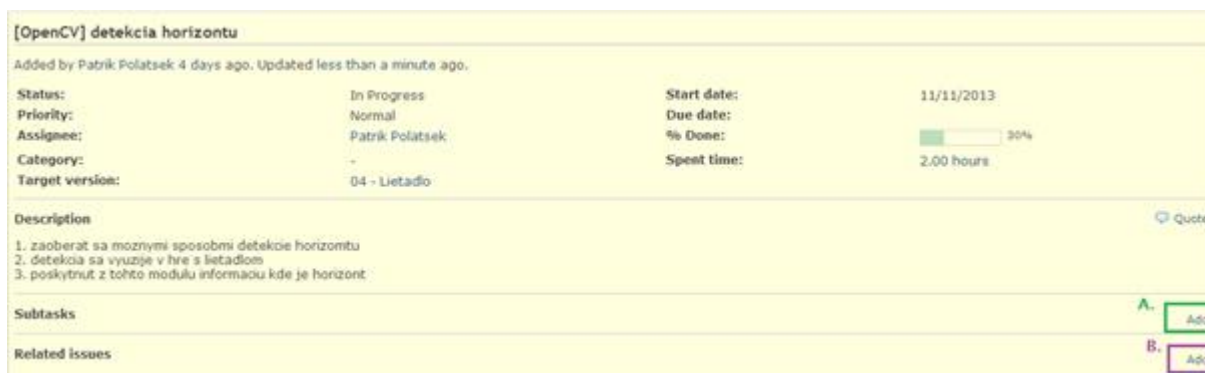 [OpenCV] detekcia horizontu
Added by Patrik Polatsek 4 days ago. Updated less than a minute ago.
Status: In Progress Start date: 11/11/2013
Priority: Normal Due date:
Assignee: Patrik Polatsek % Done: 30%
Category: - Spent time: 2.00 hours
Target version: 04 - Lietadlo
Description Quote
1. zaoberat sa moznymi sposobmi detekcie horizomtu
2. detekcia sa vyuzije v hre s lietadlom
3. poskytnut z tohto modulu informaciu kde je horizont
Subtasks A. Add
Related issues B. Add